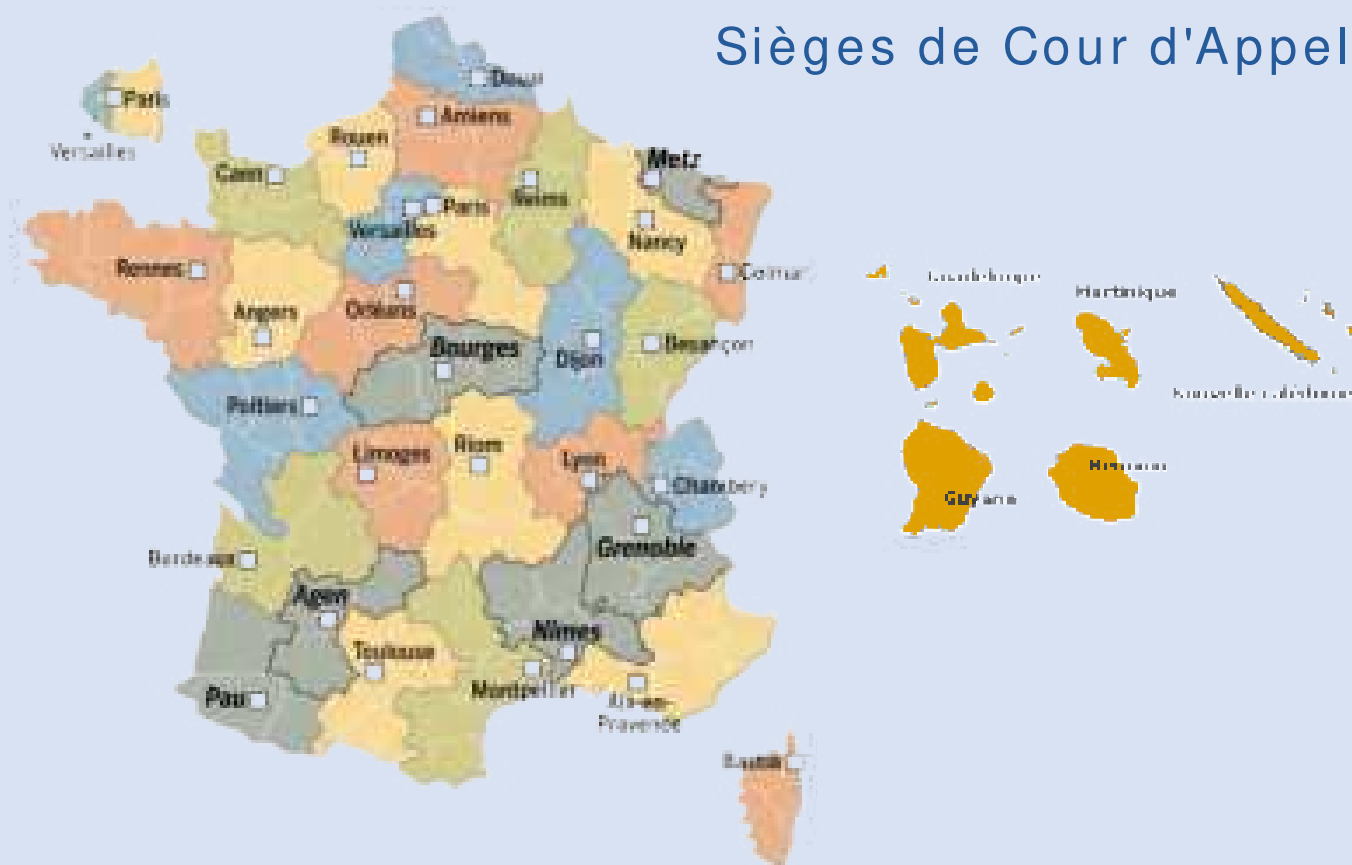 Sièges de Cour d'Appel
Douai
Paris
Amiens
Rouen
Versailles
Metz
Caen
Reims
Paris
Versailles
Nancy
Rennes
Colmar
Guadeloupe
Martinique
Angers
Orléans
Besançon
Bourges
Dijon
Nouvelle Calédonie
Poitiers
Limoges
Riom
Lyon
Chambéry
Guyane
Bordeaux
Grenoble
Agen
Nîmes
Toulouse
Montpellier
Pau
Aix-en-
Provence
Bastia